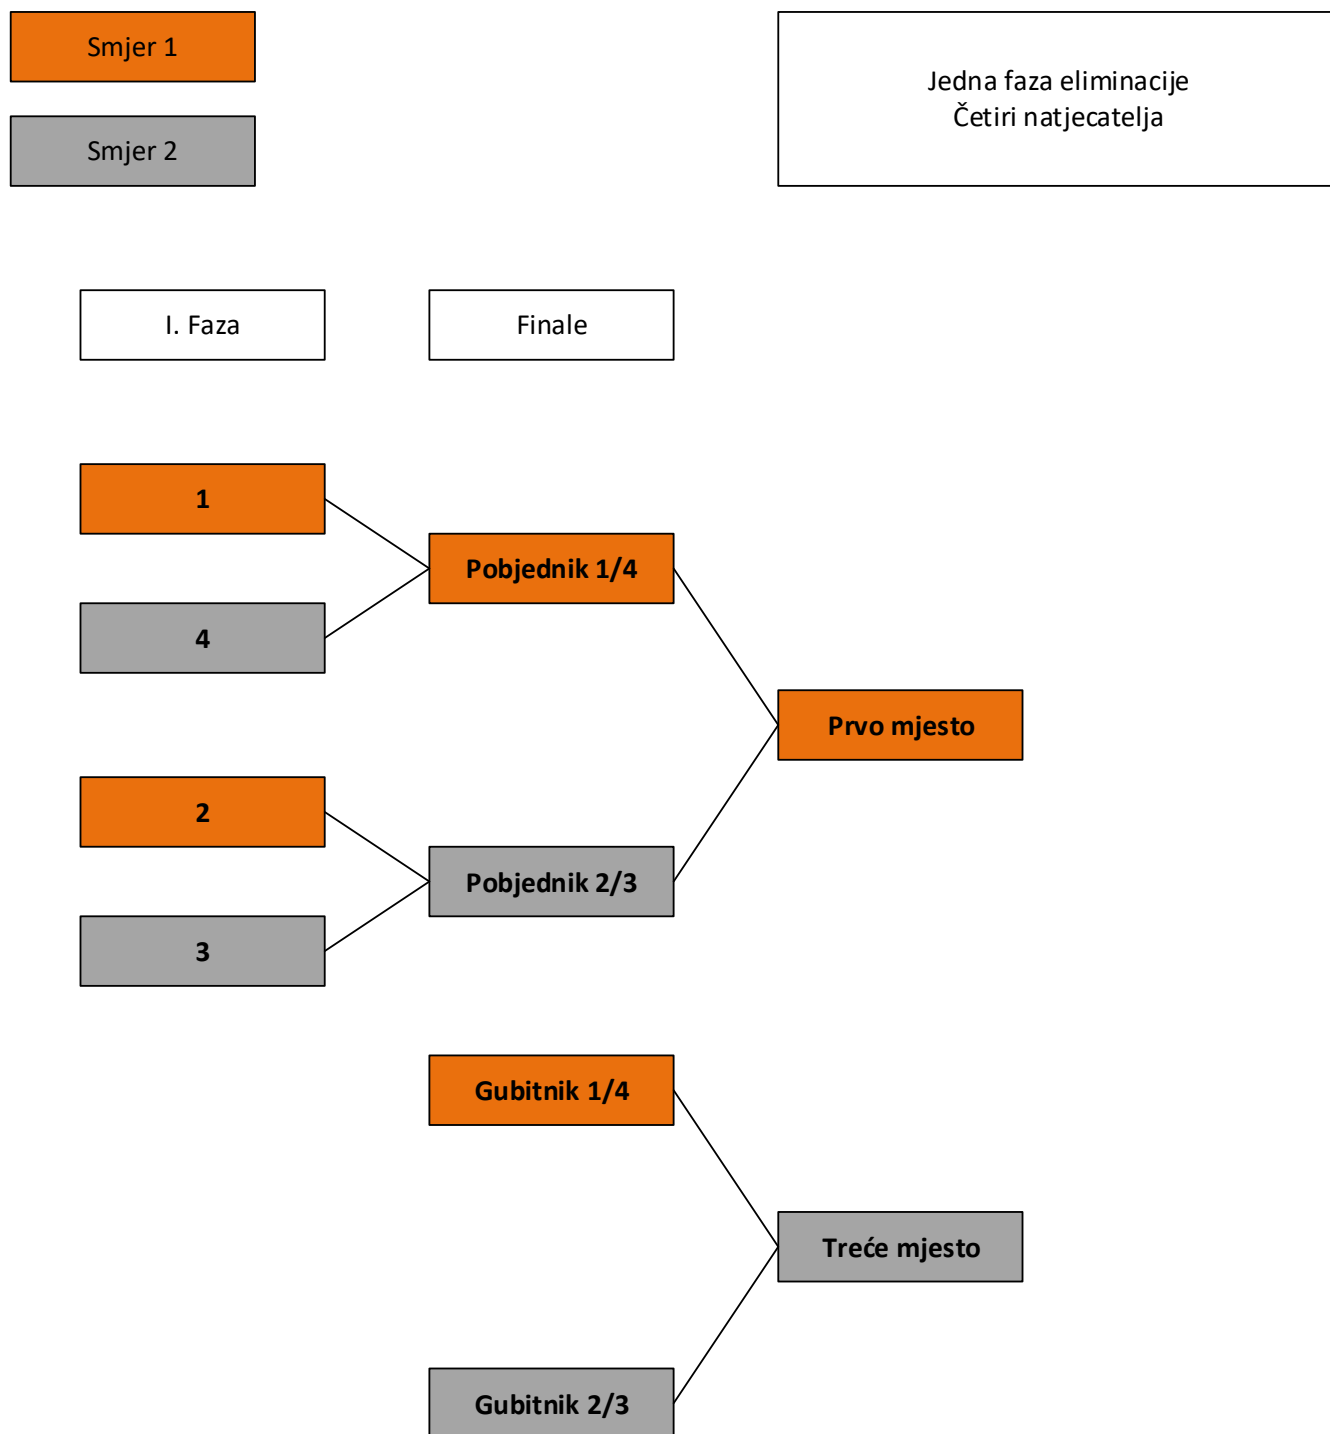 Smjer 1
Jedna faza eliminacije
Četiri natjecatelja
Smjer 2
I. Faza
Finale
1
Pobjednik 1/4
4
Prvo mjesto
2
Pobjednik 2/3
3
Gubitnik 1/4
Treće mjesto
Gubitnik 2/3